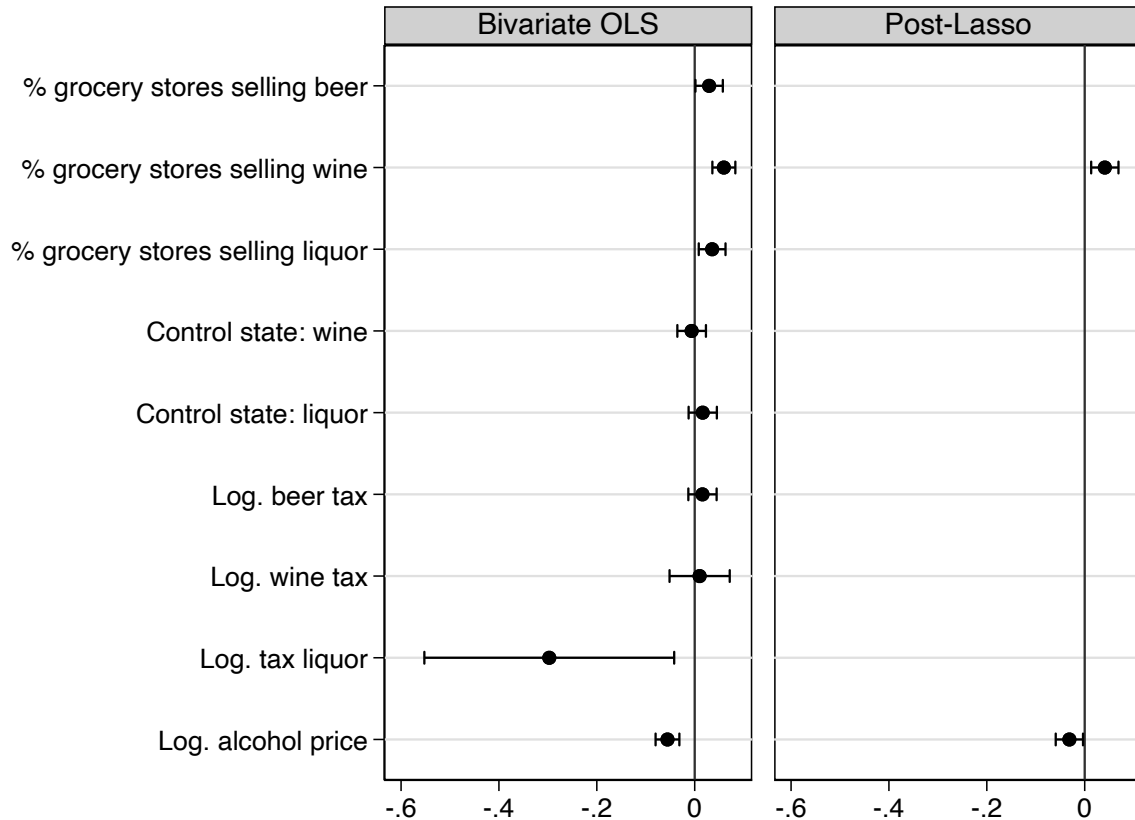 Bivariate OLS
Post-Lasso
% grocery stores selling beer
% grocery stores selling wine
% grocery stores selling liquor
Control state: wine
Control state: liquor
Log. beer tax
Log. wine tax
Log. tax liquor
Log. alcohol price
-.6 -.4 -.2 0
-.6 -.4 -.2 0